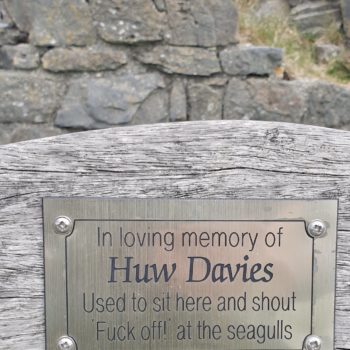 In loving memory of
Huw Davies
Used to sit here and shout
'Fuck off!' at the seagulls